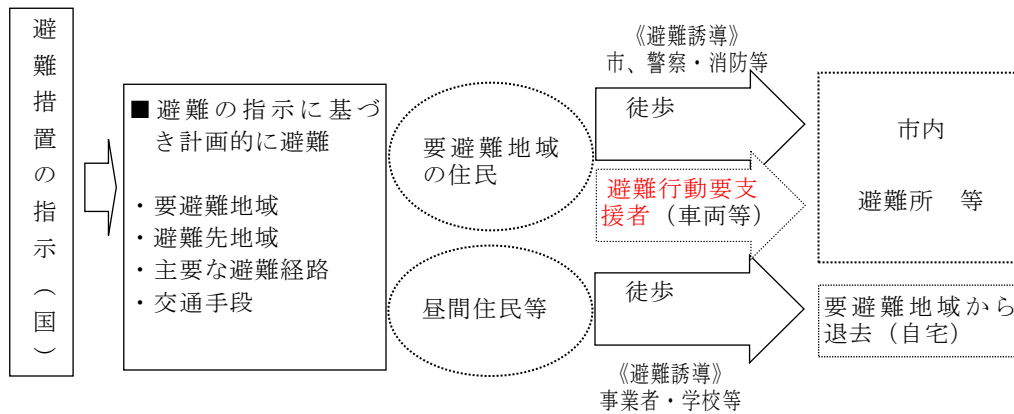 避難措置の指示（国）
■避難の指示に基づ
き計画的に避難
・要避難地域
・避難先地域
・主要な避難経路
・交通手段
要避難地域
の住民
昼間住民等
《避難誘導》
市、警察・消防等
徒歩
避難行動要支
援者（車両等）
徒歩
《避難誘導》
事業者・学校等
市内
避難所　等
要避難地域から
退去（自宅）